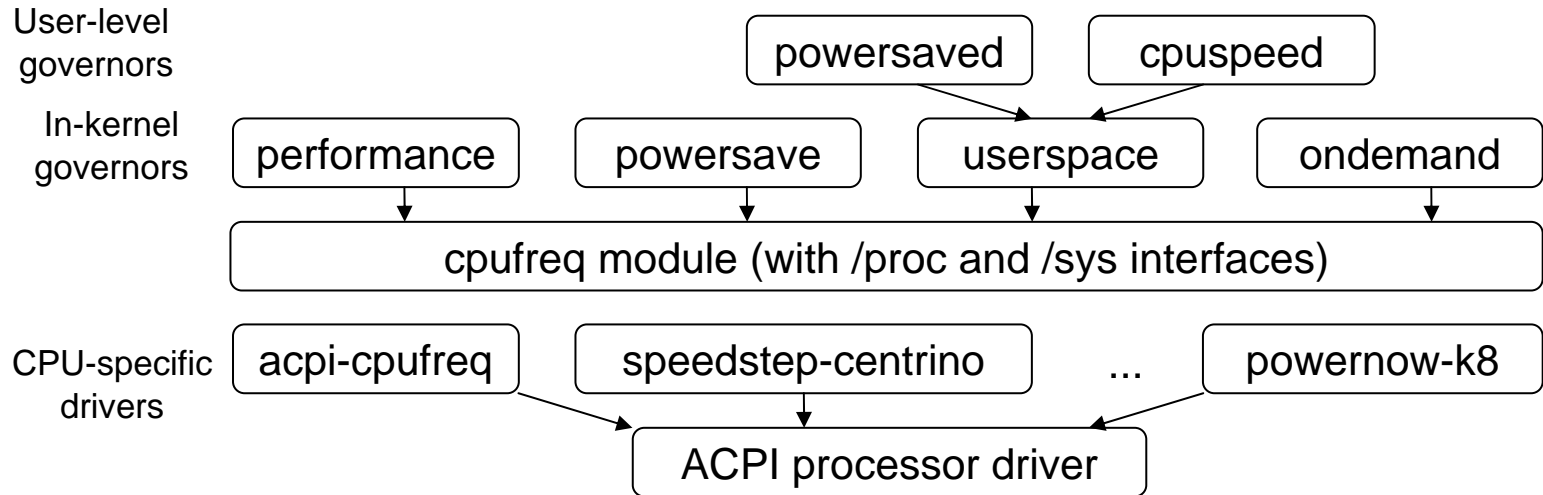 User-level
governors
powersaved
cpuspeed
In-kernel
governors
performance
powersave
userspace
ondemand
cpufreq module (with /proc and /sys interfaces)
CPU-specific
drivers
acpi-cpufreq
speedstep-centrino
...
powernow-k8
ACPI processor driver